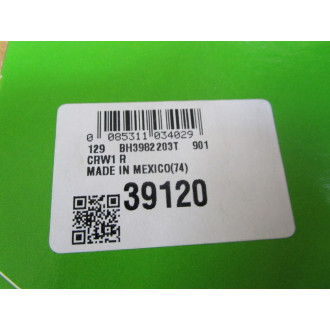 0 085311 034029
129 BH3982203T 901
CRW1 R
MADE IN MEXICO(74)
39120